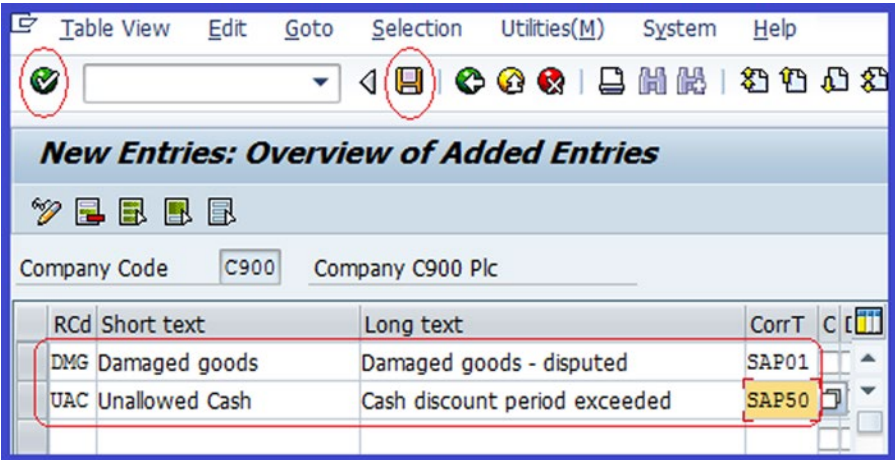 Table View Edit Goto Selection Utilities(M) System Help
New Entries: Overview of Added Entries
Company Code C900 Company C900 Plc
RCd Short text Long text CorrT C
DMG Damaged goods Damaged goods - disputed SAP01
UAC Unallowed Cash Cash discount period exceeded SAP50